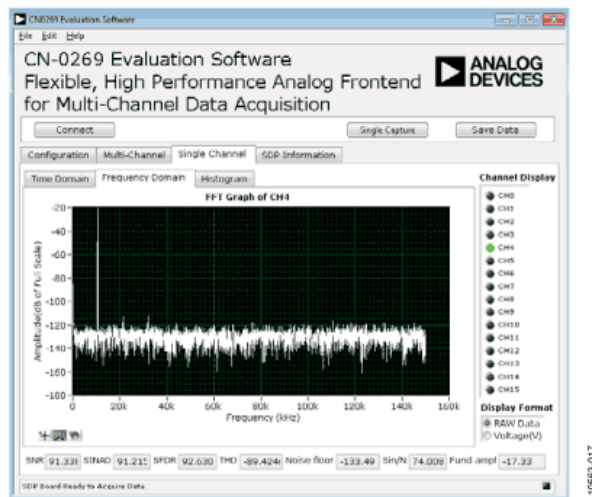 CN0269 Evaluation Software
File Edit Help
CN-0269 Evaluation Software
Flexible, High Performance Analog Frontend
for Multi-Channel Data Acquisition
ANALOG
DEVICES
Connect
Single Capture
Save Data
Configuration Multi-Channel Single Channel SDP Information
Time Domain Frequency Domain Histogram
Channel Display
FFT Graph of CH4
Amplitude(dB of Full Scale)
-20
-40
-60
-80
-100
-120
-140
-160
-180
0 20k 40k 60k 80k 100k 120k 140k 160k
Frequency (kHz)
CH0
CH1
CH2
CH3
CH4
CH5
CH6
CH7
CH8
CH9
CH10
CH11
CH12
CH13
CH14
CH15
Display Format
RAW Data
Voltage(V)
SNR 91.331 SINAD 91.215 SFDR 92.630 THD -89.424 Noise floor -133.49 Sin/N 74.008 Fund ampl -17.33
SDP Board Ready to Acquire Data
10663-017